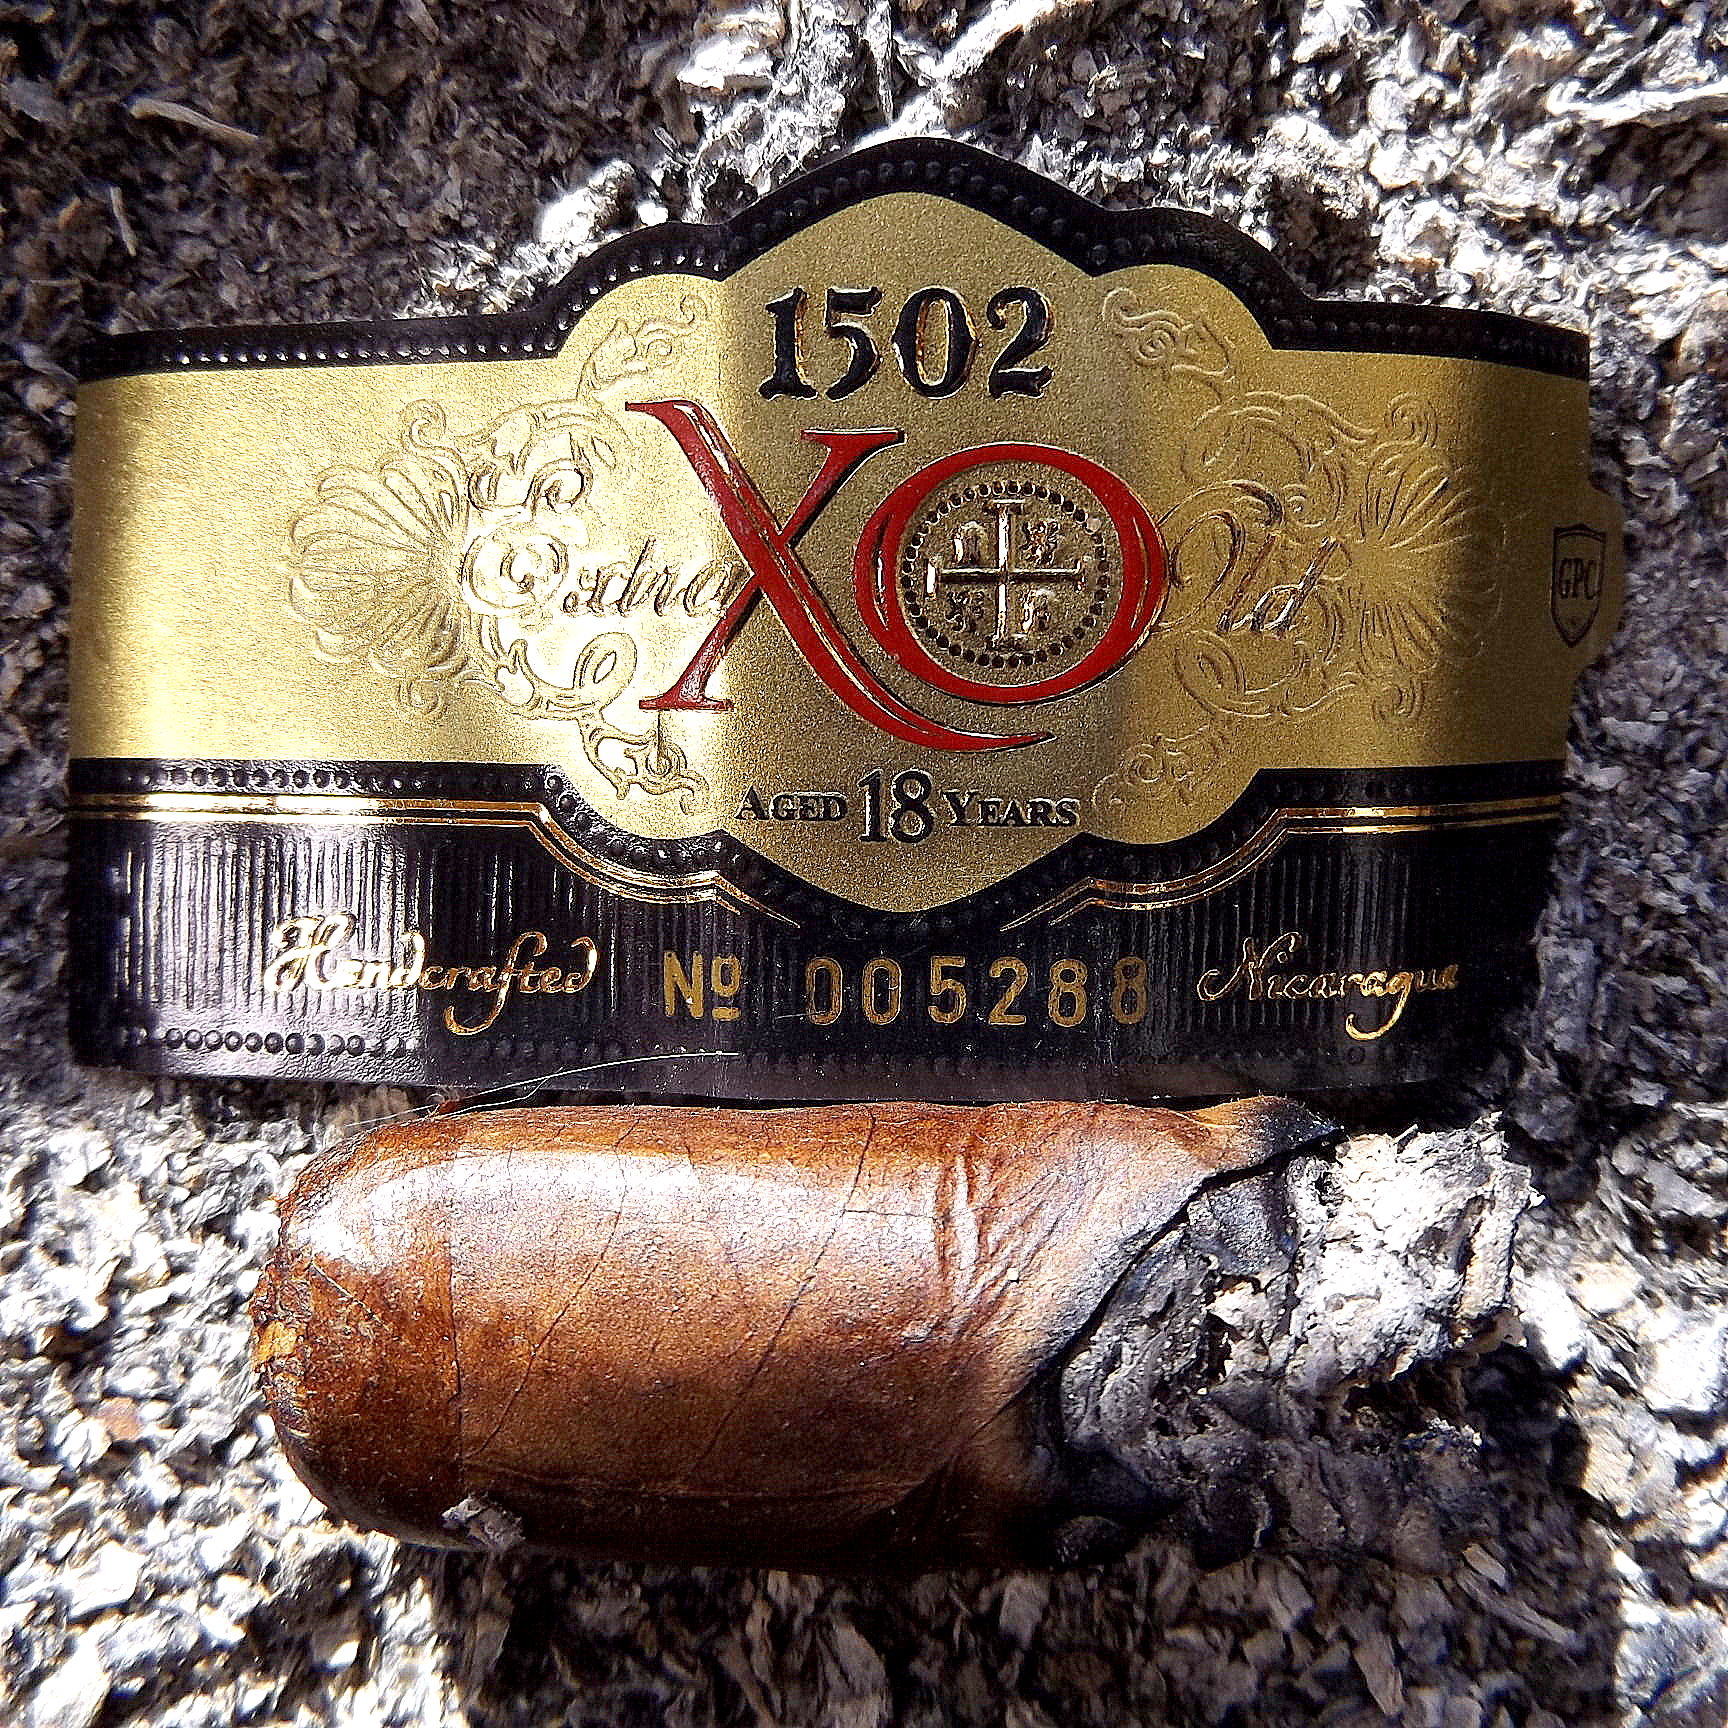 1502
Extra XO Old
GPC
AGED 18 YEARS
Handcrafted Nº 005288 Nicaragua